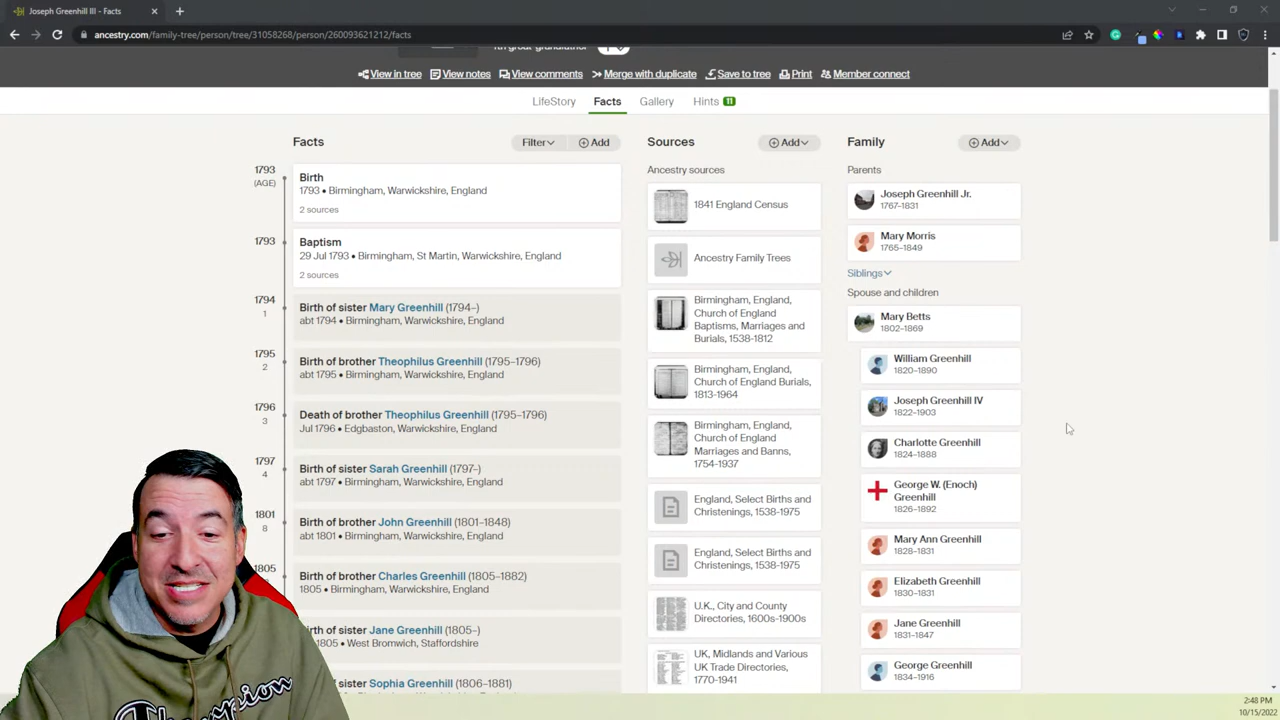 Joseph Greenhill III - Facts
ancestry.com/family-tree/person/tree/31058268/person/260093621212/facts
View in tree View notes View comments Merge with duplicate Save to tree Print Member connect
LifeStory Facts Gallery Hints 11
Facts Filter Add
1793
(AGE)
Birth
1793 • Birmingham, Warwickshire, England
2 sources
1793
Baptism
29 Jul 1793 • Birmingham, St Martin, Warwickshire, England
2 sources
1794
1
Birth of sister Mary Greenhill (1794–)
abt 1794 • Birmingham, Warwickshire, England
1795
2
Birth of brother Theophilus Greenhill (1795–1796)
abt 1795 • Birmingham, Warwickshire, England
1796
3
Death of brother Theophilus Greenhill (1795–1796)
Jul 1796 • Edgbaston, Warwickshire, England
1797
4
Birth of sister Sarah Greenhill (1797–)
abt 1797 • Birmingham, Warwickshire, England
1801
8
Birth of brother John Greenhill (1801–1848)
abt 1801 • Birmingham, Warwickshire, England
1805
Birth of brother Charles Greenhill (1805–1882)
1805 • Birmingham, Warwickshire, England
Birth of sister Jane Greenhill (1805–)
1805 • West Bromwich, Staffordshire
Birth of sister Sophia Greenhill (1806–1881)
Sources Add
Ancestry sources
1841 England Census
Ancestry Family Trees
Birmingham, England,
Church of England
Baptisms, Marriages and
Burials, 1538-1812
Birmingham, England,
Church of England Burials,
1813-1964
Birmingham, England,
Church of England
Marriages and Banns,
1754-1937
England, Select Births and
Christenings, 1538-1975
England, Select Births and
Christenings, 1538-1975
U.K., City and County
Directories, 1600s-1900s
UK, Midlands and Various
UK Trade Directories,
1770-1941
Family Add
Parents
Joseph Greenhill Jr.
1767–1831
Mary Morris
1765–1849
Siblings
Spouse and children
Mary Betts
1802–1869
William Greenhill
1820–1890
Joseph Greenhill IV
1822–1903
Charlotte Greenhill
1824–1888
George W. (Enoch)
Greenhill
1826–1892
Mary Ann Greenhill
1828–1831
Elizabeth Greenhill
1830–1831
Jane Greenhill
1831–1847
George Greenhill
1834–1916
Champion
2:48 PM
10/15/2022